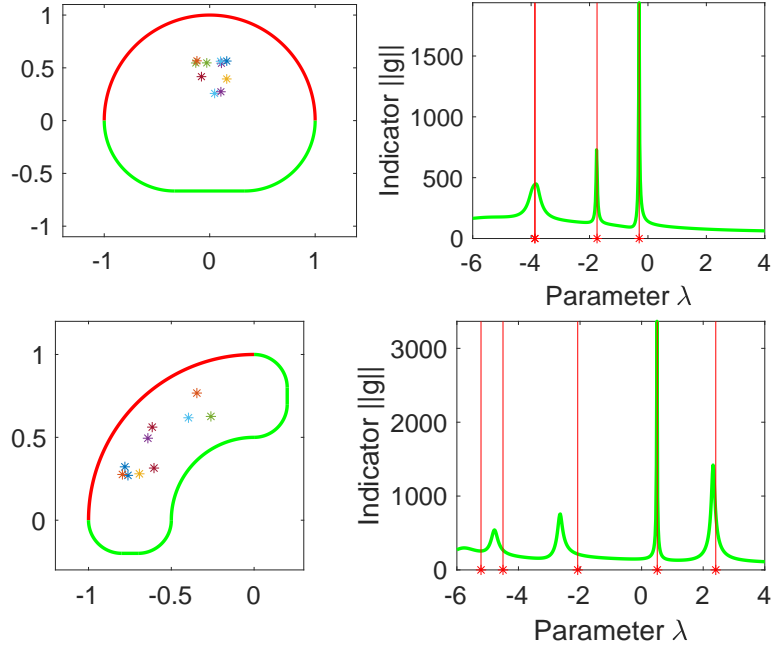 1
0.5
0
-0.5
-1
-1 0 1
Indicator ||g||
1500
1000
500
0
-6 -4 -2 0 2 4
Parameter λ
1
0.5
0
-1 -0.5 0
Indicator ||g||
3000
2000
1000
0
-6 -4 -2 0 2 4
Parameter λ